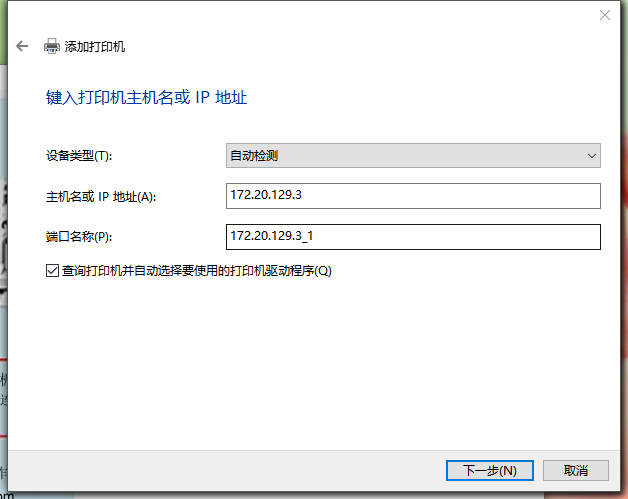 添加打印机
键入打印机主机名或 IP 地址
设备类型(T):
自动检测
主机名或 IP 地址(A):
172.20.129.3
端口名称(P):
172.20.129.3_1
查询打印机并自动选择要使用的打印机驱动程序(Q)
下一步(N)
取消